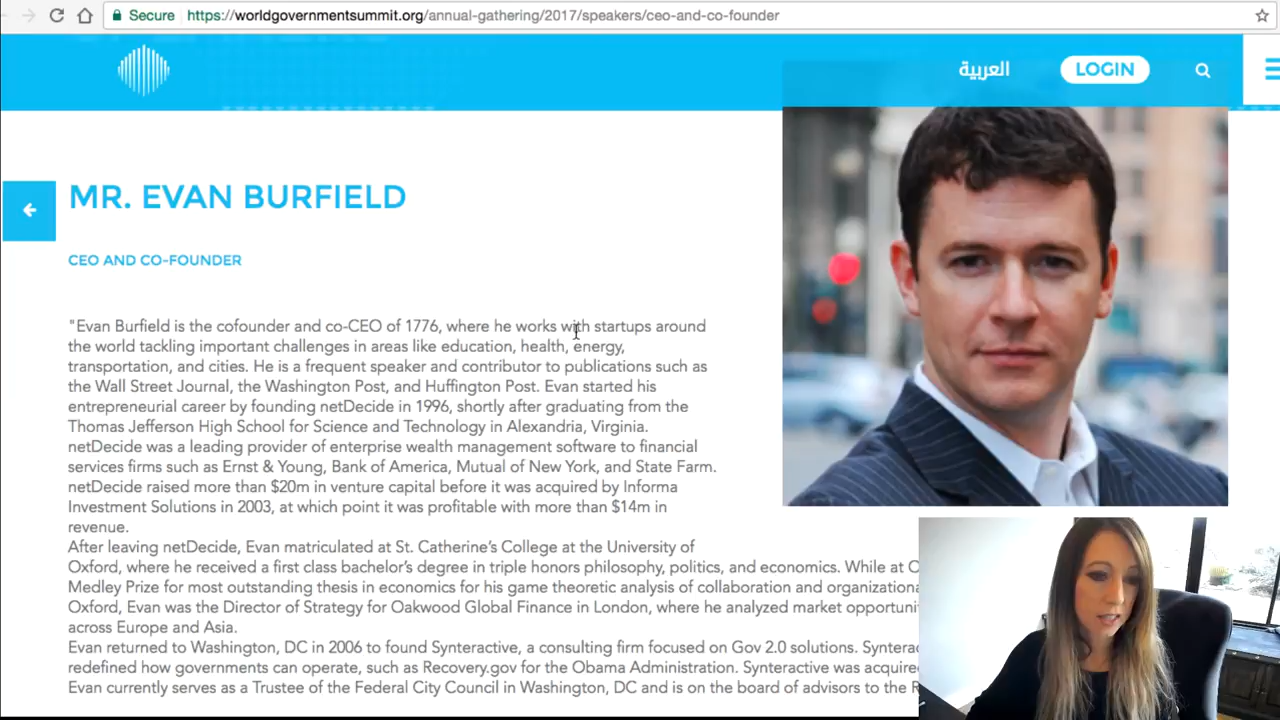 Secure
https://worldgovernmentsummit.org/annual-gathering/2017/speakers/ceo-and-co-founder
العربية
LOGIN
MR. EVAN BURFIELD
CEO AND CO-FOUNDER
"Evan Burfield is the cofounder and co-CEO of 1776, where he works with startups around
the world tackling important challenges in areas like education, health, energy,
transportation, and cities. He is a frequent speaker and contributor to publications such as
the Wall Street Journal, the Washington Post, and Huffington Post. Evan started his
entrepreneurial career by founding netDecide in 1996, shortly after graduating from the
Thomas Jefferson High School for Science and Technology in Alexandria, Virginia.
netDecide was a leading provider of enterprise wealth management software to financial
services firms such as Ernst & Young, Bank of America, Mutual of New York, and State Farm.
netDecide raised more than $20m in venture capital before it was acquired by Informa
Investment Solutions in 2003, at which point it was profitable with more than $14m in
revenue.
After leaving netDecide, Evan matriculated at St. Catherine's College at the University of
Oxford, where he received a first class bachelor's degree in triple honors philosophy, politics, and economics. While at
Medley Prize for most outstanding thesis in economics for his game theoretic analysis of collaboration and
Oxford, Evan was the Director of Strategy for Oakwood Global Finance in London, where he analyzed market
across Europe and Asia.
Evan returned to Washington, DC in 2006 to found Synteractive, a consulting firm focused on Gov 2.0 solutions.
redefined how governments can operate, such as Recovery.gov for the Obama Administration. Synteractive was
Evan currently serves as a Trustee of the Federal City Council in Washington, DC and is on the board of advisors to the